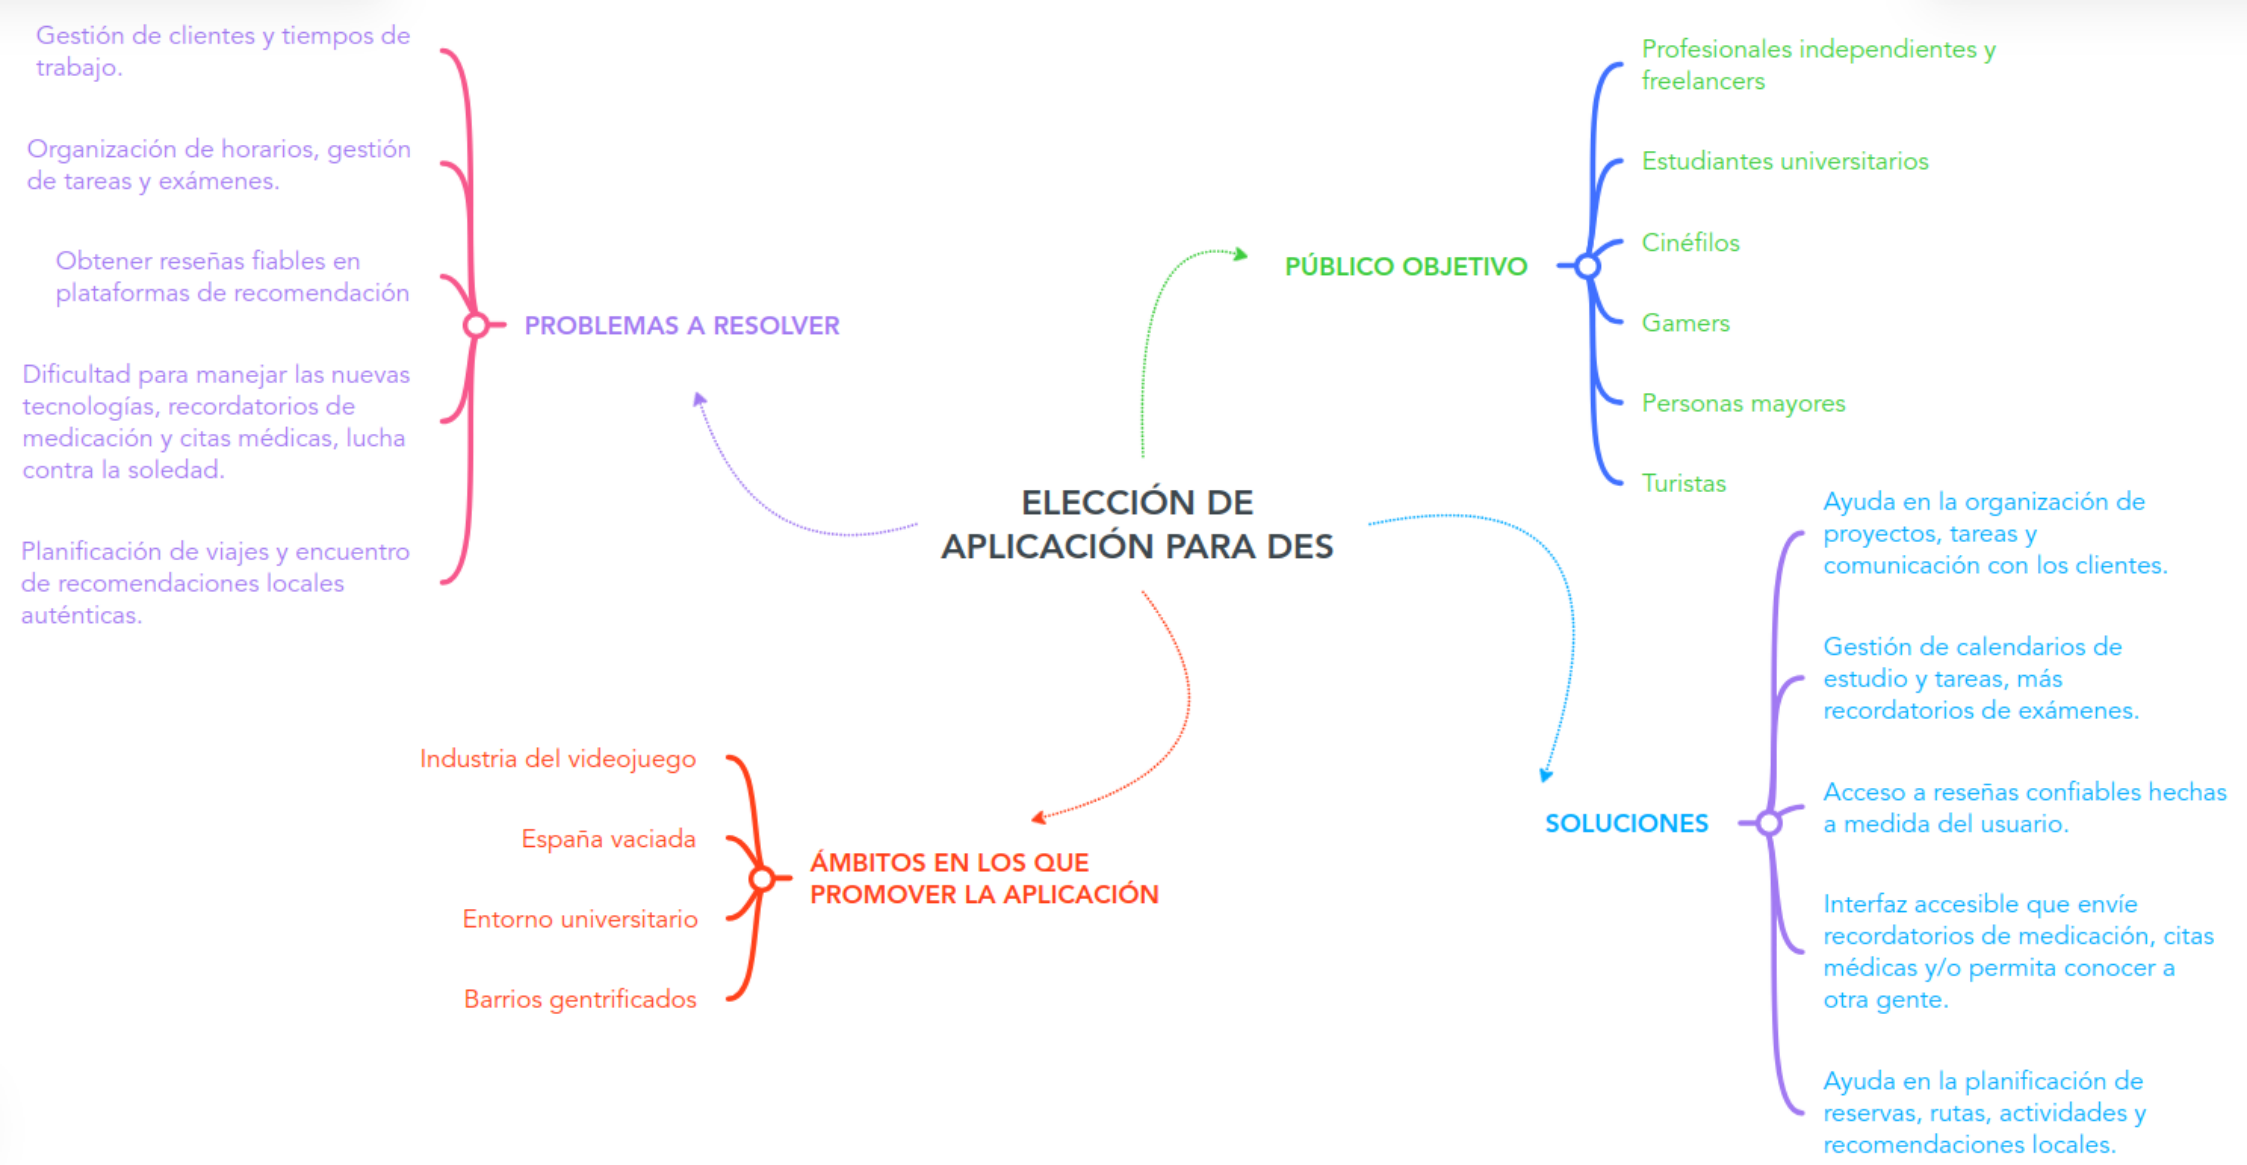 Gestión de clientes y tiempos de
trabajo.
Organización de horarios, gestión
de tareas y exámenes.
Obtener reseñas fiables en
plataformas de recomendación
Dificultad para manejar las nuevas
tecnologías, recordatorios de
medicación y citas médicas, lucha
contra la soledad.
Planificación de viajes y encuentro
de recomendaciones locales
auténticas.
PROBLEMAS A RESOLVER
PÚBLICO OBJETIVO
Profesionales independientes y
freelancers
Estudiantes universitarios
Cinéfilos
Gamers
Personas mayores
Turistas
ELECCIÓN DE
APLICACIÓN PARA DES
Industria del videojuego
España vaciada
Entorno universitario
Barrios gentrificados
ÁMBITOS EN LOS QUE
PROMOVER LA APLICACIÓN
SOLUCIONES
Ayuda en la organización de
proyectos, tareas y
comunicación con los clientes.
Gestión de calendarios de
estudio y tareas, más
recordatorios de exámenes.
Acceso a reseñas confiables hechas
a medida del usuario.
Interfaz accesible que envíe
recordatorios de medicación, citas
médicas y/o permita conocer a
otra gente.
Ayuda en la planificación de
reservas, rutas, actividades y
recomendaciones locales.